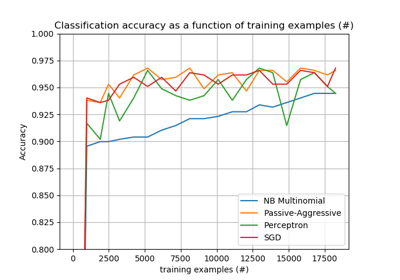 Classification accuracy as a function of training examples (#)
1.000
0.975
0.950
0.925
0.900
0.875
0.850
0.825
0.800
Accuracy
NB Multinomial
Passive-Aggressive
Perceptron
SGD
0 2500 5000 7500 10000 12500 15000 17500
training examples (#)